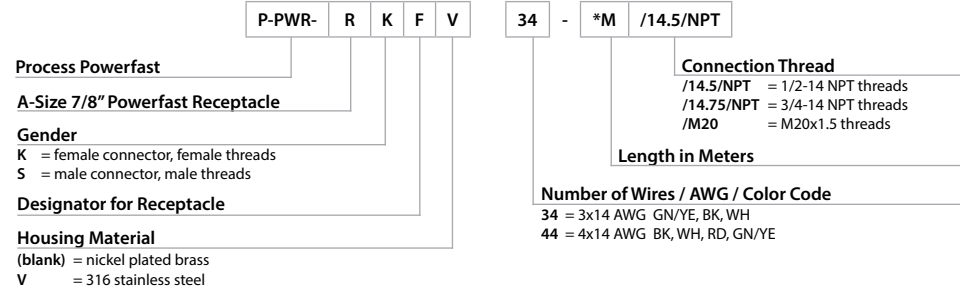 P-PWR- R K F V 34 - *M /14.5/NPT
Process Powerfast
A-Size 7/8" Powerfast Receptacle
Gender
K = female connector, female threads
S = male connector, male threads
Designator for Receptacle
Housing Material
(blank) = nickel plated brass
V = 316 stainless steel
Connection Thread
/14.5/NPT = 1/2-14 NPT threads
/14.75/NPT = 3/4-14 NPT threads
/M20 = M20x1.5 threads
Length in Meters
Number of Wires / AWG / Color Code
34 = 3x14 AWG GN/YE, BK, WH
44 = 4x14 AWG BK, WH, RD, GN/YE